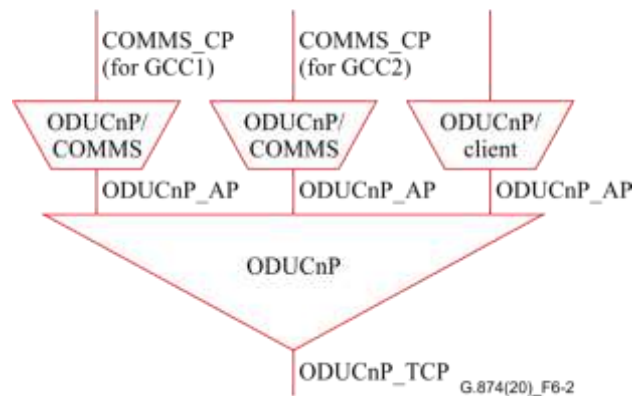 COMMS_CP
(for GCC1)
COMMS_CP
(for GCC2)
ODUCnP/
COMMS
ODUCnP/
COMMS
ODUCnP/
client
ODUCnP_AP
ODUCnP_AP
ODUCnP_AP
ODUCnP
ODUCnP_TCP
G.874(20)_F6-2